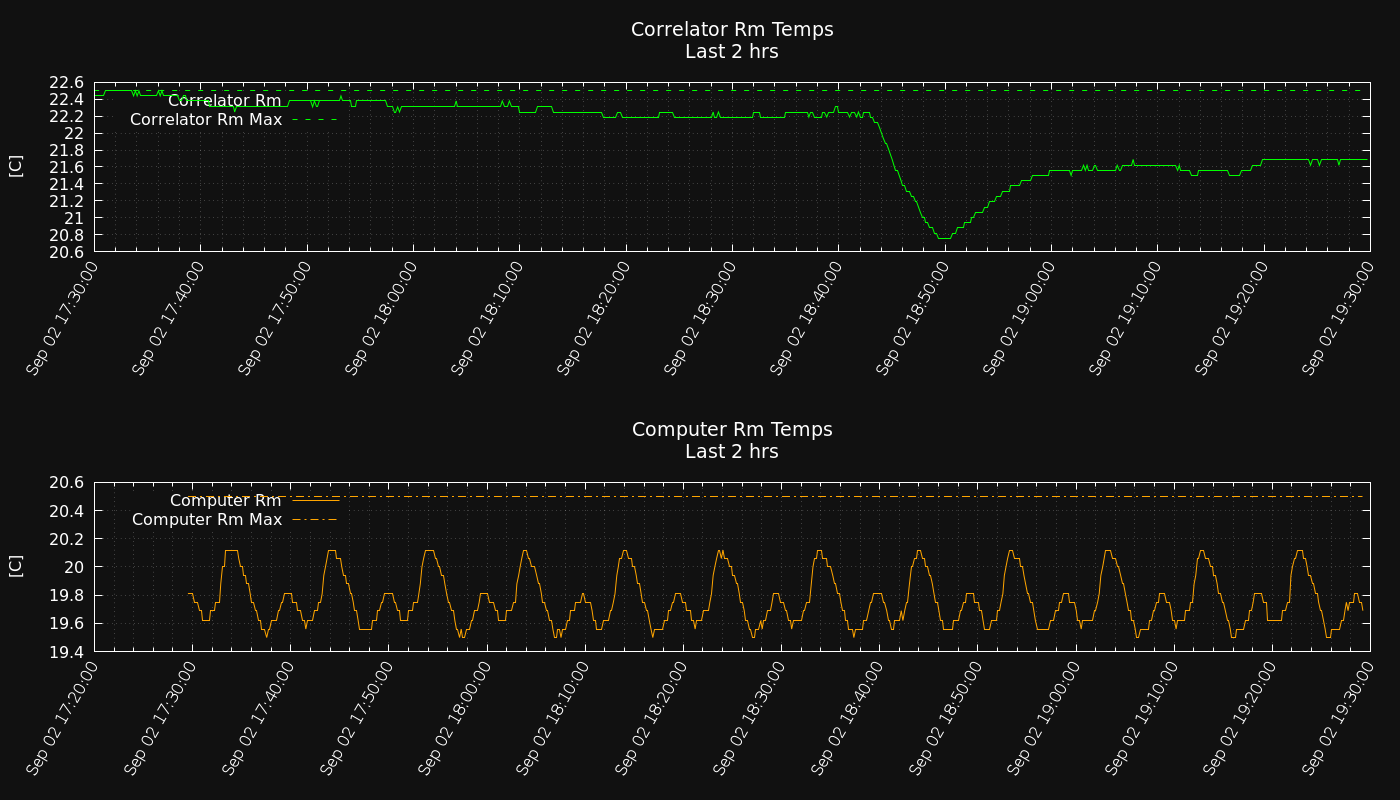 Correlator Rm Temps
Last 2 hrs
22.6
22.4
22.2
22
21.8
21.6
21.4
21.2
21
20.8
20.6
[C]
Correlator Rm
Correlator Rm Max
Sep 02 17:30:00
Sep 02 17:40:00
Sep 02 17:50:00
Sep 02 18:00:00
Sep 02 18:10:00
Sep 02 18:20:00
Sep 02 18:30:00
Sep 02 18:40:00
Sep 02 18:50:00
Sep 02 19:00:00
Sep 02 19:10:00
Sep 02 19:20:00
Sep 02 19:30:00
Computer Rm Temps
Last 2 hrs
20.6
20.4
20.2
20
19.8
19.6
19.4
[C]
Computer Rm
Computer Rm Max
Sep 02 17:20:00
Sep 02 17:30:00
Sep 02 17:40:00
Sep 02 17:50:00
Sep 02 18:00:00
Sep 02 18:10:00
Sep 02 18:20:00
Sep 02 18:30:00
Sep 02 18:40:00
Sep 02 18:50:00
Sep 02 19:00:00
Sep 02 19:10:00
Sep 02 19:20:00
Sep 02 19:30:00